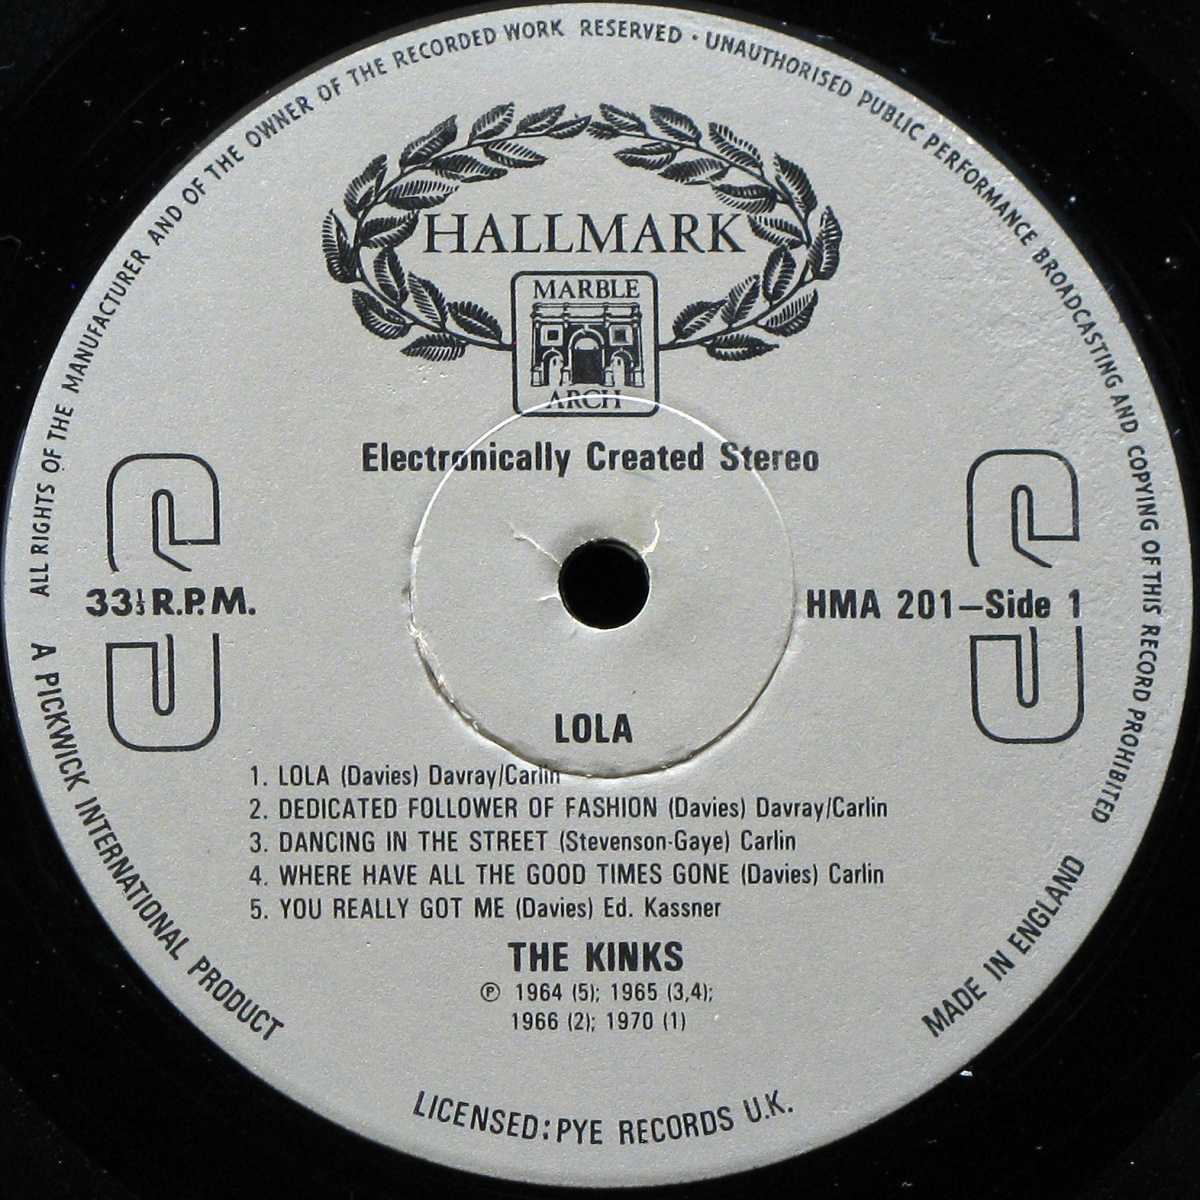 ALL RIGHTS OF THE MANUFACTURER AND OF THE OWNER OF THE RECORDED WORK RESERVED · UNAUTHORISED PUBLIC PERFORMANCE BROADCASTING AND COPYING OF THIS RECORD PROHIBITED
HALLMARK
MARBLE
ARCH
Electronically Created Stereo
S S
33⅓ R.P.M.
HMA 201–Side 1
LOLA
1. LOLA (Davies) Davray/Carlin
2. DEDICATED FOLLOWER OF FASHION (Davies) Davray/Carlin
3. DANCING IN THE STREET (Stevenson-Gaye) Carlin
4. WHERE HAVE ALL THE GOOD TIMES GONE (Davies) Carlin
5. YOU REALLY GOT ME (Davies) Ed. Kassner
THE KINKS
℗ 1964 (5); 1965 (3,4);
1966 (2); 1970 (1)
A PICKWICK INTERNATIONAL PRODUCT
LICENSED: PYE RECORDS U.K.
MADE IN ENGLAND